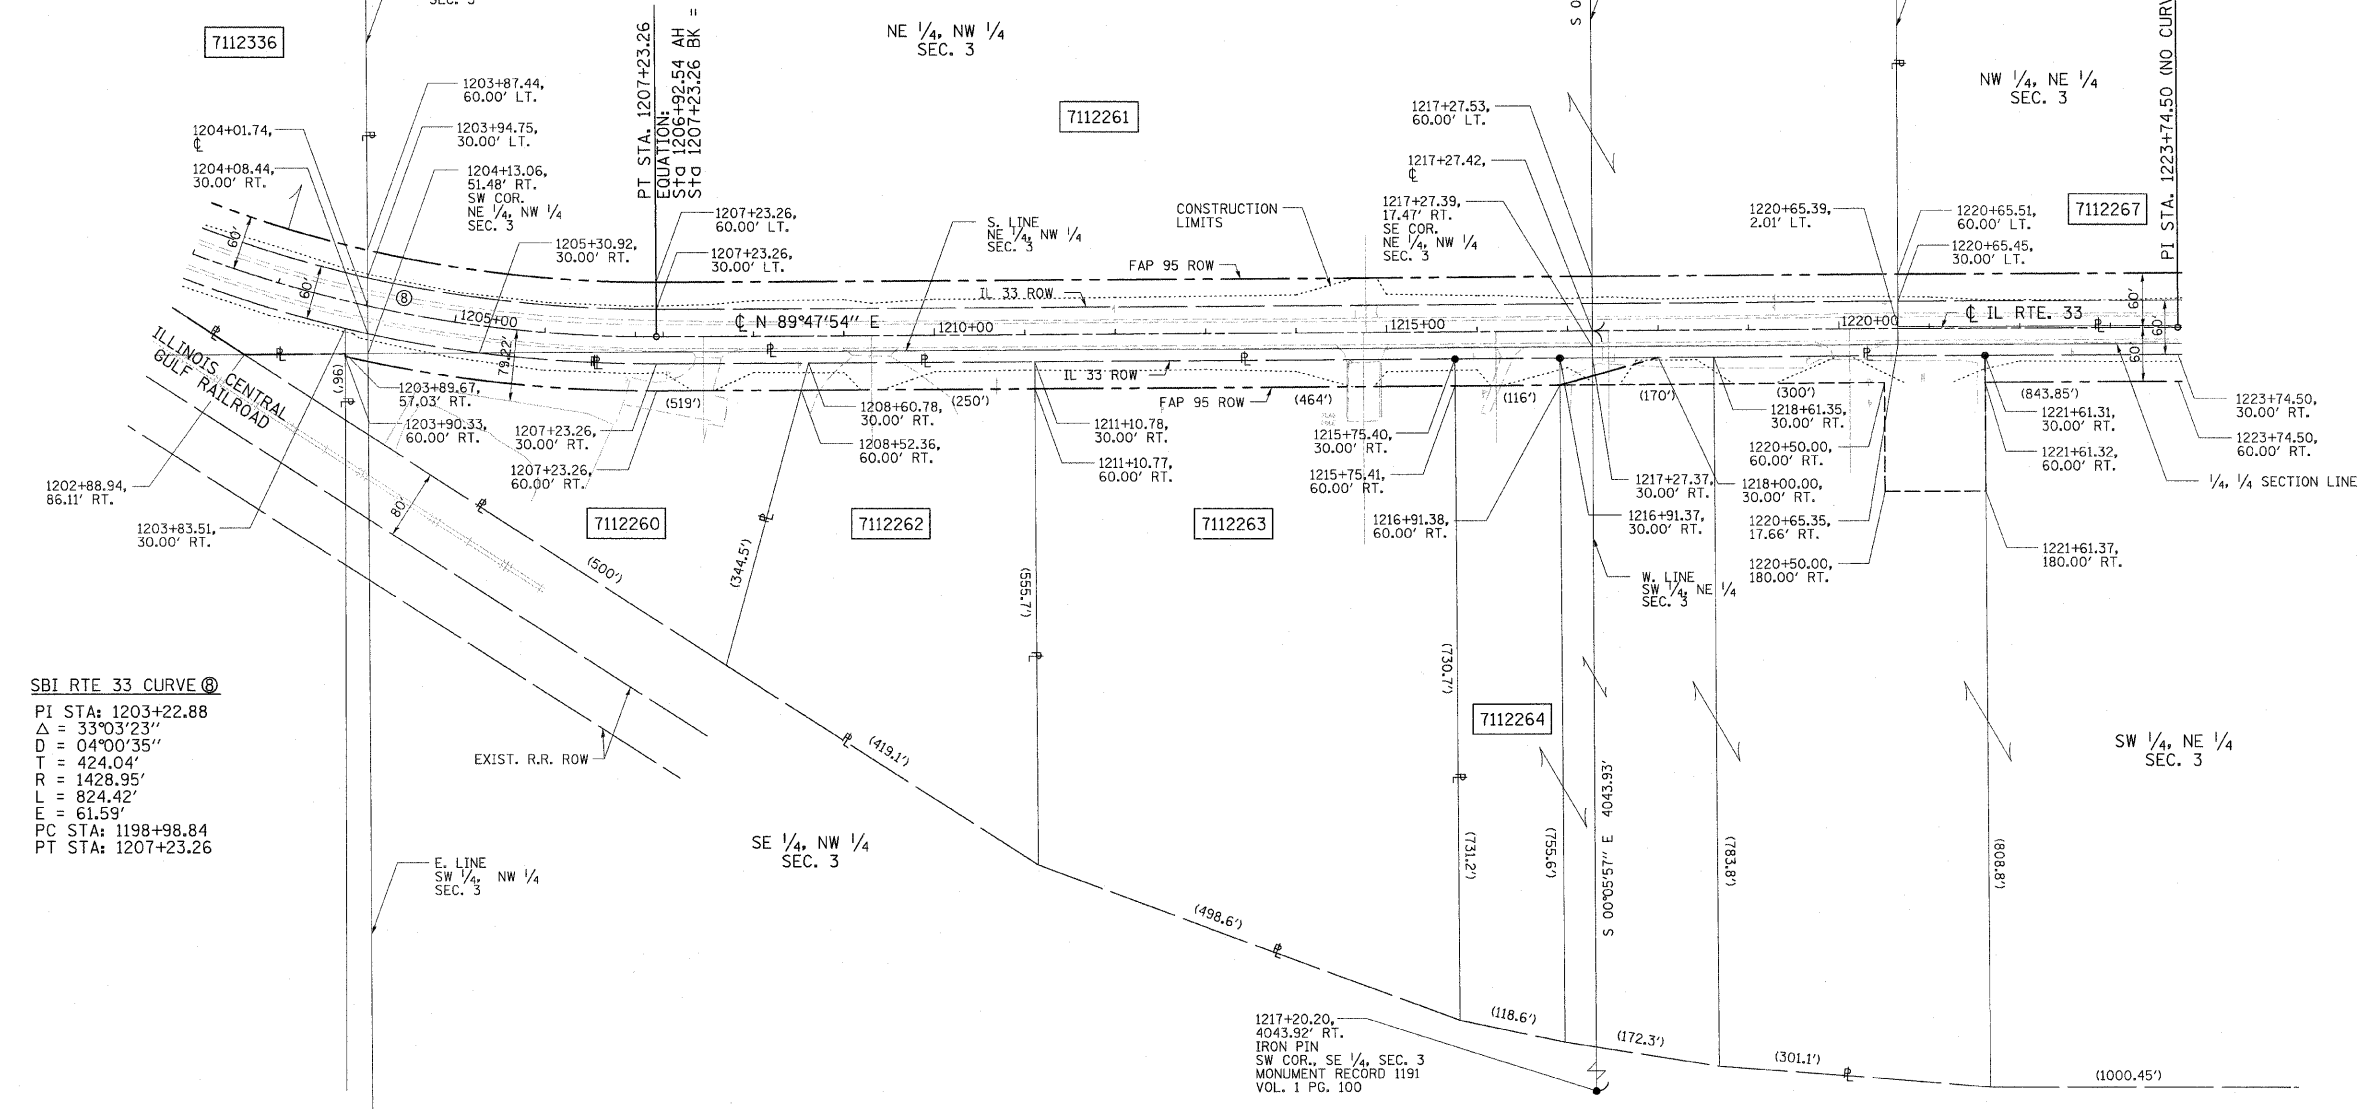 SEC. 3
7112336
NE 1/4, NW 1/4
SEC. 3
S 0
NW 1/4, NE 1/4
SEC. 3
7112261
7112267
PT STA. 1207+23.26
EQUATION:
Sta 1206+92.54 AH
Sta 1207+23.26 BK =
PI STA. 1223+74.50 (NO CURV
1203+87.44,
60.00' LT.
1204+01.74,
℄
1203+94.75,
30.00' LT.
1204+08.44,
30.00' RT.
1204+13.06,
51.48' RT.
SW COR.
NE 1/4, NW 1/4
SEC. 3
1205+30.92,
30.00' RT.
1207+23.26,
60.00' LT.
1207+23.26,
30.00' LT.
S. LINE
NE 1/4, NW 1/4
SEC. 3
CONSTRUCTION
LIMITS
1217+27.53,
60.00' LT.
1217+27.42,
℄
1217+27.39,
17.47' RT.
SE COR.
NE 1/4, NW 1/4
SEC. 3
1220+65.39,
2.01' LT.
1220+65.51,
60.00' LT.
1220+65.45,
30.00' LT.
FAP 95 ROW
IL 33 ROW
60'
60'
⑧
1205+00
℄ N 89°47'54" E
1210+00
1215+00
1220+00
℄ IL RTE. 33
60'
60'
60'
79.22'
IL 33 ROW
FAP 95 ROW
ILLINOIS CENTRAL
GULF RAILROAD
(96')
1203+89.67,
57.03' RT.
1203+90.33,
60.00' RT.
1202+88.94,
86.11' RT.
1203+83.51,
30.00' RT.
80'
(519')
1207+23.26,
30.00' RT.
1207+23.26,
60.00' RT.
(250')
1208+60.78,
30.00' RT.
1208+52.36,
60.00' RT.
1211+10.78,
30.00' RT.
1211+10.77,
60.00' RT.
(464')
1215+75.40,
30.00' RT.
1215+75.41,
60.00' RT.
1216+91.38,
60.00' RT.
(116')
(170')
1217+27.37,
30.00' RT.
1216+91.37,
30.00' RT.
(300')
1218+61.35,
30.00' RT.
1220+50.00,
60.00' RT.
1218+00.00,
30.00' RT.
1220+65.35,
17.66' RT.
1220+50.00,
180.00' RT.
(843.85')
1221+61.31,
30.00' RT.
1221+61.32,
60.00' RT.
1221+61.37,
180.00' RT.
1223+74.50,
30.00' RT.
1223+74.50,
60.00' RT.
1/4, 1/4 SECTION LINE
7112260
7112262
7112263
7112264
W. LINE
SW 1/4, NE 1/4
SEC. 3
(500')
(344.5')
(555.7')
(730.7')
(731.2')
(755.6')
S 00°05'57" E 4043.93'
(783.8')
(808.8')
(419.1')
(498.6')
(118.6')
(172.3')
(301.1')
(1000.45')
EXIST. R.R. ROW
SBI RTE 33 CURVE ⑧
PI STA: 1203+22.88
Δ = 33°03'23"
D = 04°00'35"
T = 424.04'
R = 1428.95'
L = 824.42'
E = 61.59'
PC STA: 1198+98.84
PT STA: 1207+23.26
E. LINE
SW 1/4, NW 1/4
SEC. 3
SE 1/4, NW 1/4
SEC. 3
SW 1/4, NE 1/4
SEC. 3
1217+20.20,
4043.92' RT.
IRON PIN
SW COR., SE 1/4, SEC. 3
MONUMENT RECORD 1191
VOL. 1 PG. 100